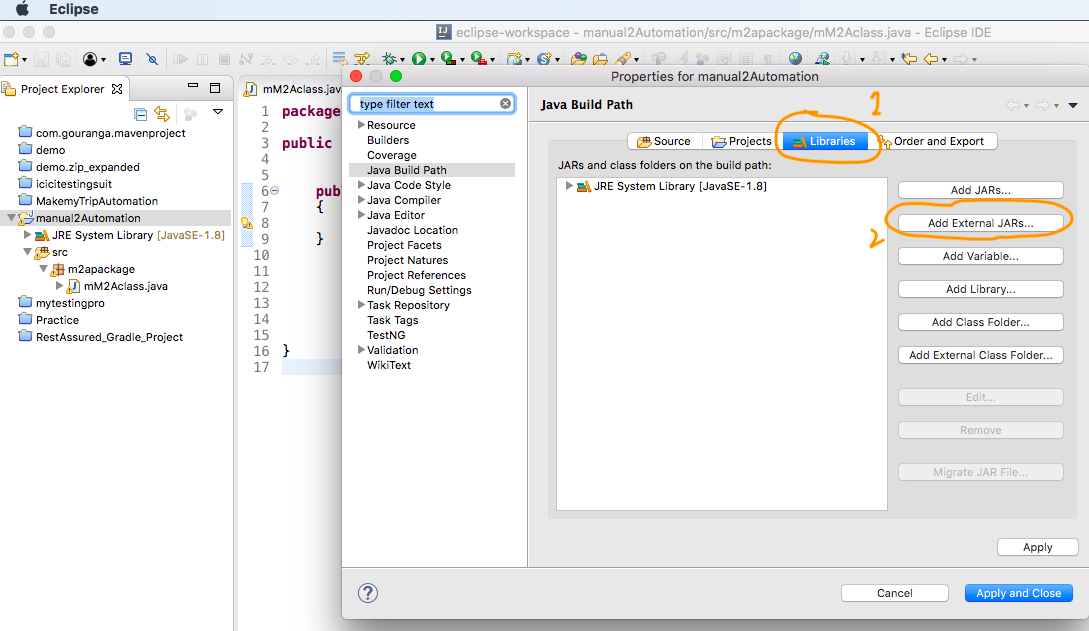 Eclipse
eclipse-workspace - manual2Automation/src/m2apackage/mM2Aclass.java - Eclipse IDE
Project Explorer
com.gouranga.mavenproject
demo
demo.zip_expanded
icicitestingsuit
MakemyTripAutomation
manual2Automation
JRE System Library [JavaSE-1.8]
src
m2apackage
mM2Aclass.java
mytestingpro
Practice
RestAssured_Gradle_Project
mM2Aclass.jav
1 package
2
3 public
4
5
6 pub
7 {
8
9 }
10
11
12
13
14
15
16 }
17
Properties for manual2Automation
type filter text
Resource
Builders
Coverage
Java Build Path
Java Code Style
Java Compiler
Java Editor
Javadoc Location
Project Facets
Project Natures
Project References
Run/Debug Settings
Task Repository
Task Tags
TestNG
Validation
WikiText
Java Build Path
1
Source Projects Libraries Order and Export
JARs and class folders on the build path:
JRE System Library [JavaSE-1.8]
Add JARs...
Add External JARs...
2
Add Variable...
Add Library...
Add Class Folder...
Add External Class Folder...
Edit...
Remove
Migrate JAR File...
Apply
?
Cancel
Apply and Close